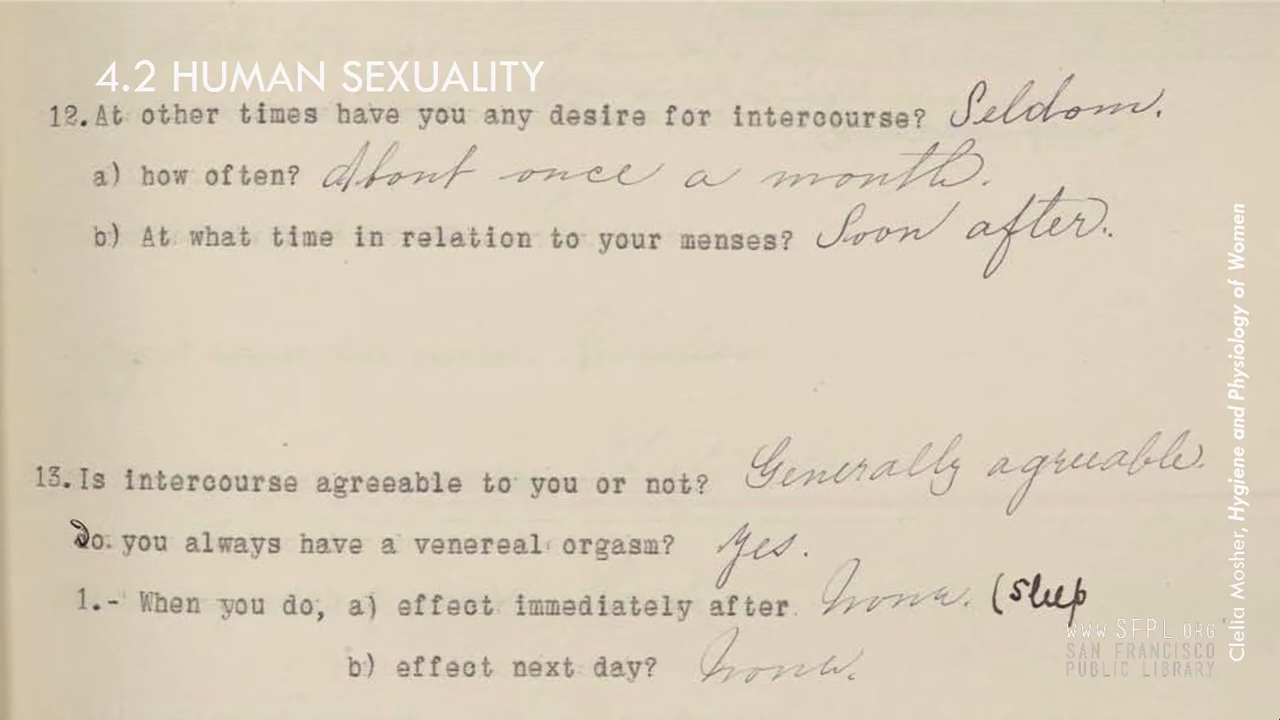 4.2 HUMAN SEXUALITY
12. At other times have you any desire for intercourse? Seldom.
a) how often? About once a month.
b) At what time in relation to your menses? Soon after.
13. Is intercourse agreeable to you or not? Generally agreeable.
Do you always have a venereal orgasm? Yes.
1.- When you do, a) effect immediately after None. (Sleep
b) effect next day? None.
Clelia Mosher, Hygiene and Physiology of Women
WWW.SFPL.ORG
SAN FRANCISCO
PUBLIC LIBRARY